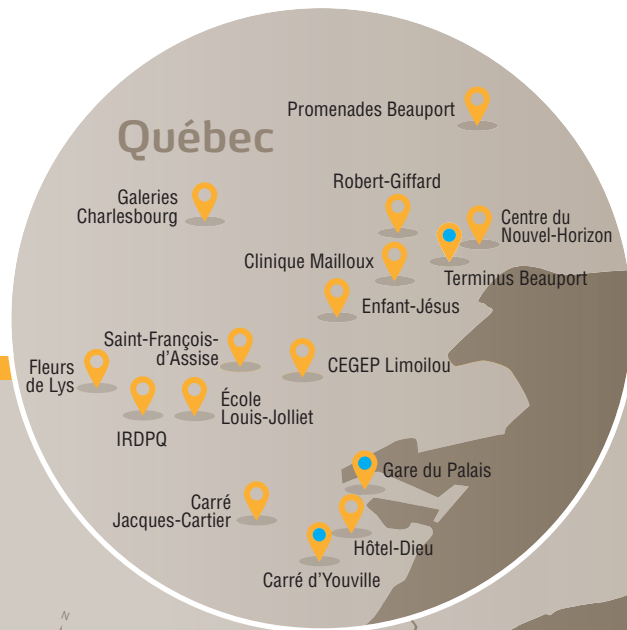 Promenades Beauport
Québec
Robert-Giffard
Galeries
Charlesbourg
Centre du
Nouvel-Horizon
Clinique Mailloux
Terminus Beauport
Enfant-Jésus
Saint-François-
d'Assise
Fleurs
de Lys
CEGEP Limoilou
École
Louis-Jolliet
IRDPQ
Gare du Palais
Carré
Jacques-Cartier
Hôtel-Dieu
Carré d'Youville
N